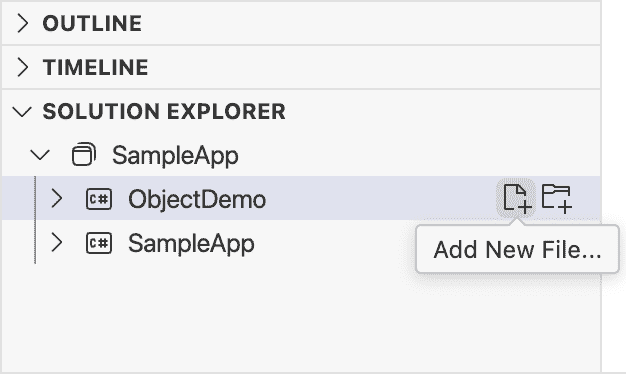 OUTLINE
TIMELINE
SOLUTION EXPLORER
SampleApp
C# ObjectDemo
C# SampleApp
Add New File...